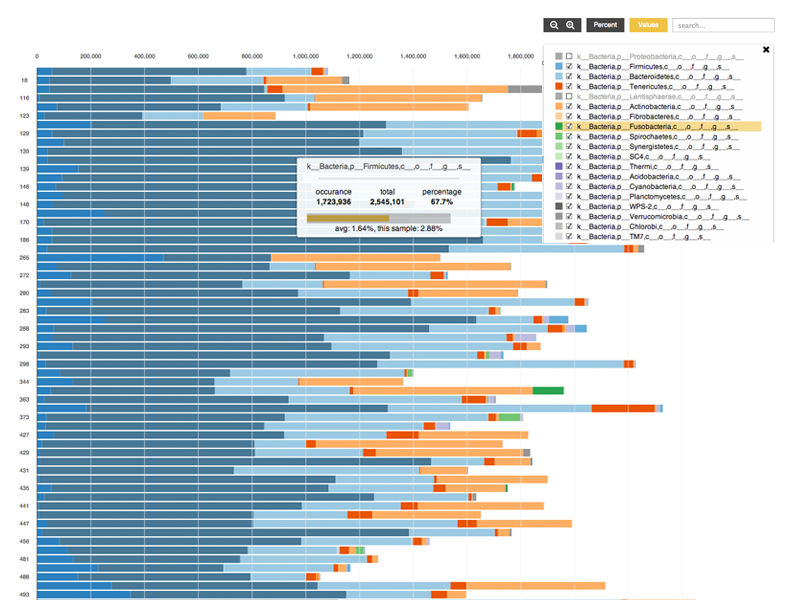 Percent Values search...
0 200,000 400,000 600,000 800,000 1,000,000 1,200,000 1,400,000 1,600,000 1,800,000
k__Bacteria,p__Proteobacteria,c__,o__,f__,g__,s__
k__Bacteria,p__Firmicutes,c__,o__,f__,g__,s__
k__Bacteria,p__Bacteroidetes,c__,o__,f__,g__,s__
k__Bacteria,p__Tenericutes,c__,o__,f__,g__,s__
k__Bacteria,p__Lentisphaerae,c__,o__,f__,g__,s__
k__Bacteria,p__Actinobacteria,c__,o__,f__,g__,s__
k__Bacteria,p__Fibrobacteres,c__,o__,f__,g__,s__
k__Bacteria,p__Fusobacteria,c__,o__,f__,g__,s__
k__Bacteria,p__Spirochaetes,c__,o__,f__,g__,s__
k__Bacteria,p__Synergistetes,c__,o__,f__,g__,s__
k__Bacteria,p__SC4,c__,o__,f__,g__,s__
k__Bacteria,p__Thermi,c__,o__,f__,g__,s__
k__Bacteria,p__Acidobacteria,c__,o__,f__,g__,s__
k__Bacteria,p__Cyanobacteria,c__,o__,f__,g__,s__
k__Bacteria,p__Planctomycetes,c__,o__,f__,g__,s__
k__Bacteria,p__WPS-2,c__,o__,f__,g__,s__
k__Bacteria,p__Verrucomicrobia,c__,o__,f__,g__,s__
k__Bacteria,p__Chlorobi,c__,o__,f__,g__,s__
k__Bacteria,p__TM7,c__,o__,f__,g__,s__
k__Bacteria,p__Firmicutes,c__,o__,f__,g__,s__
occurance total percentage
1,723,936 2,545,101 67.7%
avg: 1.64%, this sample: 2.88%
18
116
123
129
135
139
146
148
170
186
265
272
280
283
288
293
298
344
363
373
427
429
431
435
441
447
456
481
488
493